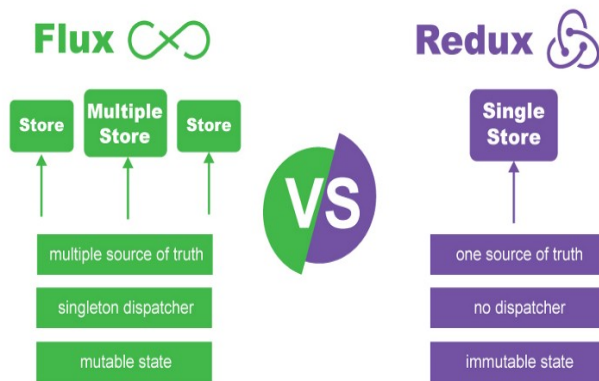 Flux
Store
Multiple
Store
Store
multiple source of truth
singleton dispatcher
mutable state
VS
Redux
Single
Store
one source of truth
no dispatcher
immutable state